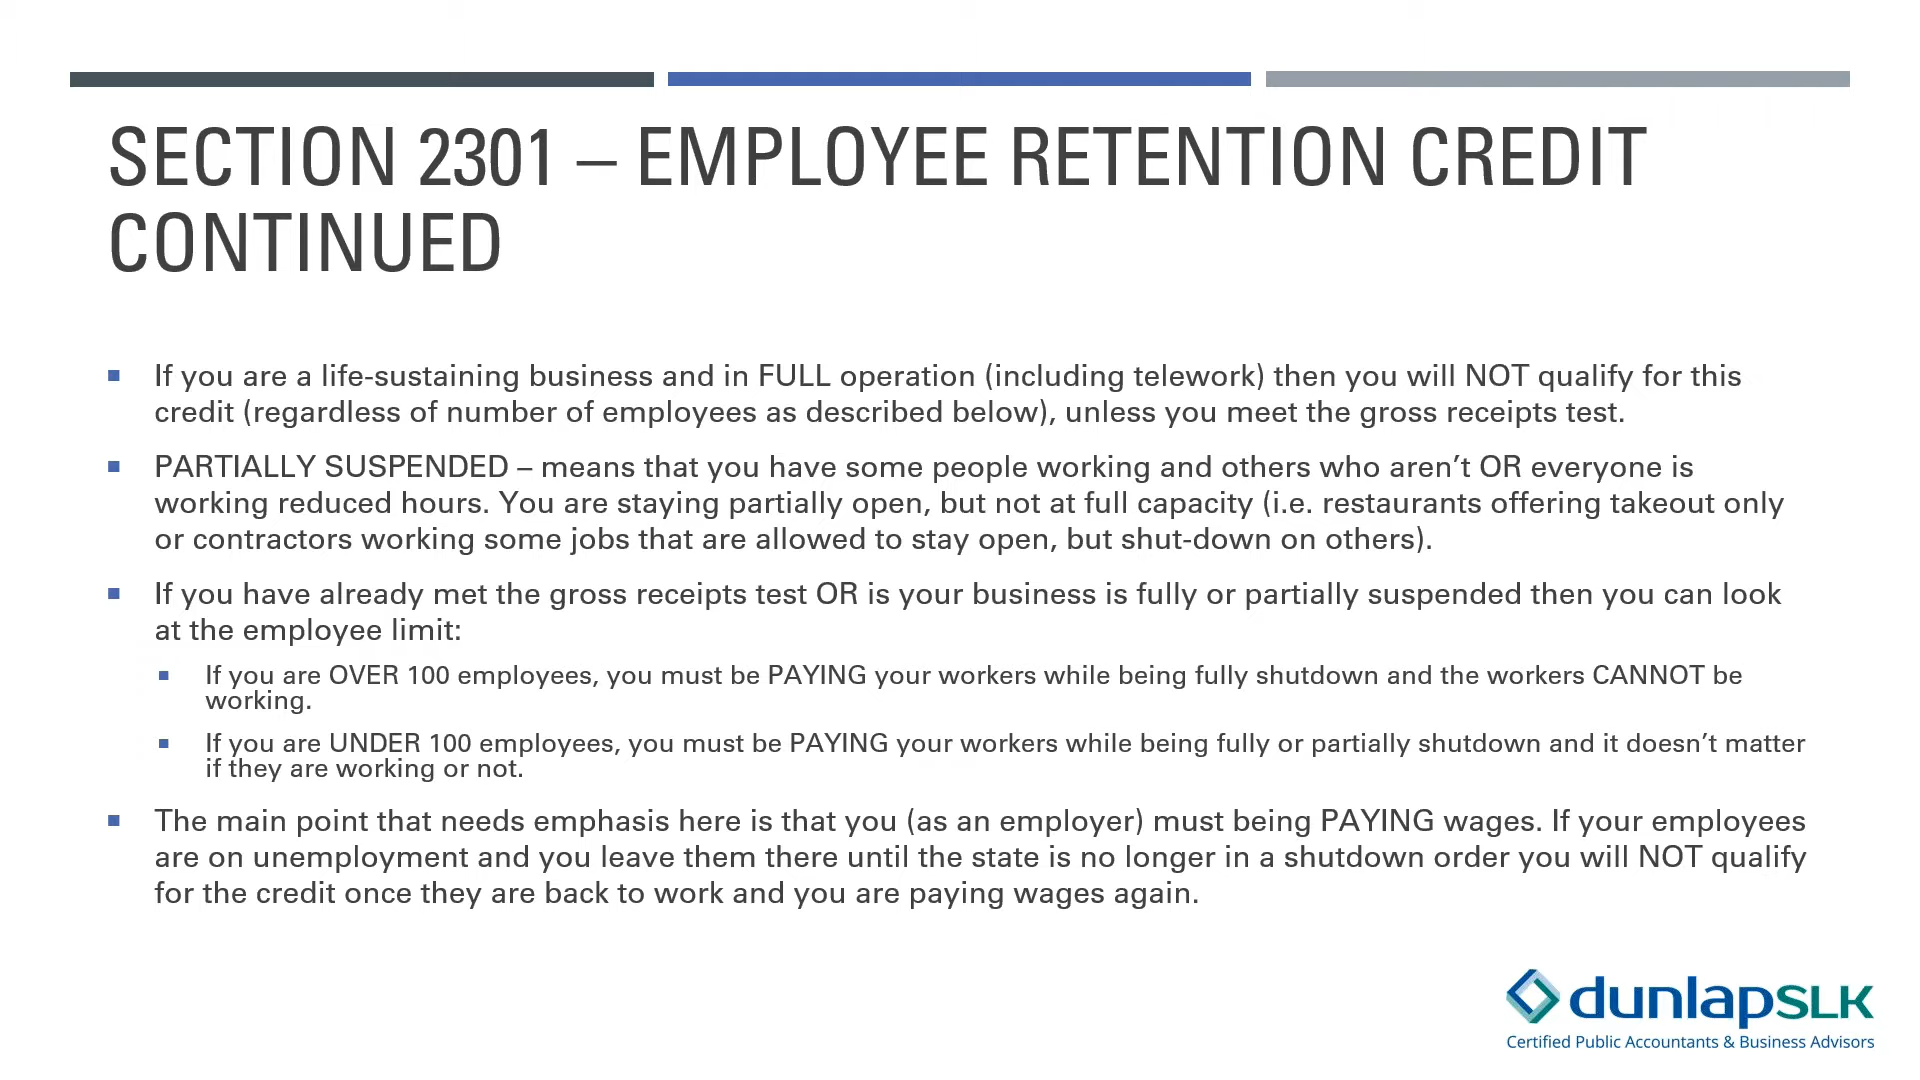 SECTION 2301 – EMPLOYEE RETENTION CREDIT
CONTINUED
If you are a life-sustaining business and in FULL operation (including telework) then you will NOT qualify for this
credit (regardless of number of employees as described below), unless you meet the gross receipts test.
PARTIALLY SUSPENDED – means that you have some people working and others who aren’t OR everyone is
working reduced hours. You are staying partially open, but not at full capacity (i.e. restaurants offering takeout only
or contractors working some jobs that are allowed to stay open, but shut-down on others).
If you have already met the gross receipts test OR is your business is fully or partially suspended then you can look
at the employee limit:
If you are OVER 100 employees, you must be PAYING your workers while being fully shutdown and the workers CANNOT be
working.
If you are UNDER 100 employees, you must be PAYING your workers while being fully or partially shutdown and it doesn’t matter
if they are working or not.
The main point that needs emphasis here is that you (as an employer) must being PAYING wages. If your employees
are on unemployment and you leave them there until the state is no longer in a shutdown order you will NOT qualify
for the credit once they are back to work and you are paying wages again.
dunlapSLK
Certified Public Accountants & Business Advisors